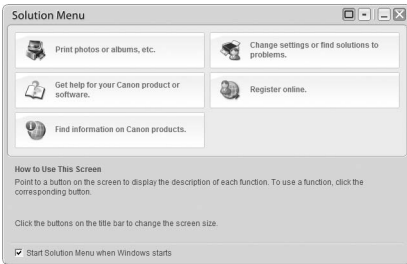 Solution Menu
Print photos or albums, etc.
Change settings or find solutions to
problems.
Get help for your Canon product or
software.
Register online.
Find information on Canon products.
How to Use This Screen
Point to a button on the screen to display the description of each function. To use a function, click the
corresponding button.
Click the buttons on the title bar to change the screen size.
Start Solution Menu when Windows starts